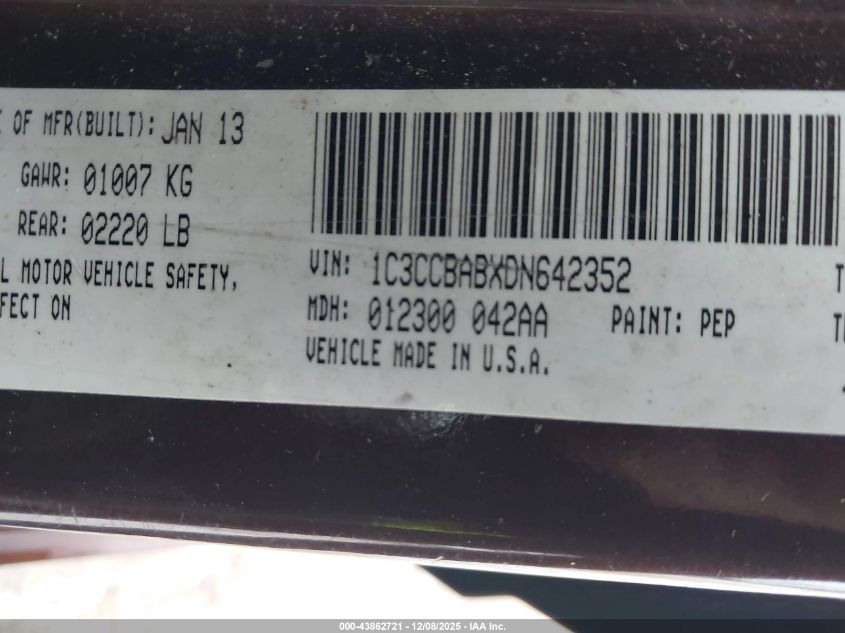 E OF MFR(BUILT): JAN 13
GAWR: 01007 KG
REAR: 02220 LB
L MOTOR VEHICLE SAFETY,
FECT ON
VIN: 1C3CCBABXDN642352
MDH: 012300 042AA PAINT: PEP
VEHICLE MADE IN U.S.A.
000-43862721 - 12/08/2025 - IAA Inc.